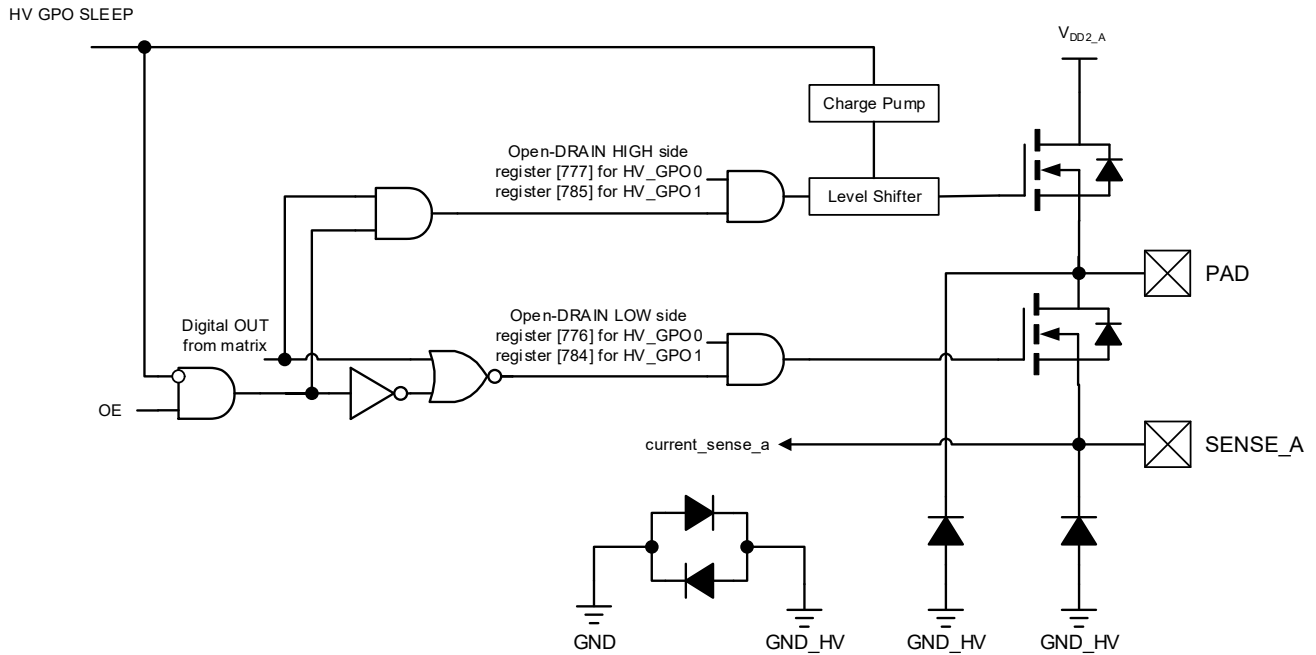 HV GPO SLEEP
V DD2_A
Charge Pump
Open-DRAIN HIGH side
register [777] for HV_GPO0
register [785] for HV_GPO1
Level Shifter
PAD
Digital OUT
from matrix
Open-DRAIN LOW side
register [776] for HV_GPO0
register [784] for HV_GPO1
OE
current_sense_a
SENSE_A
GND
GND_HV
GND_HV
GND_HV